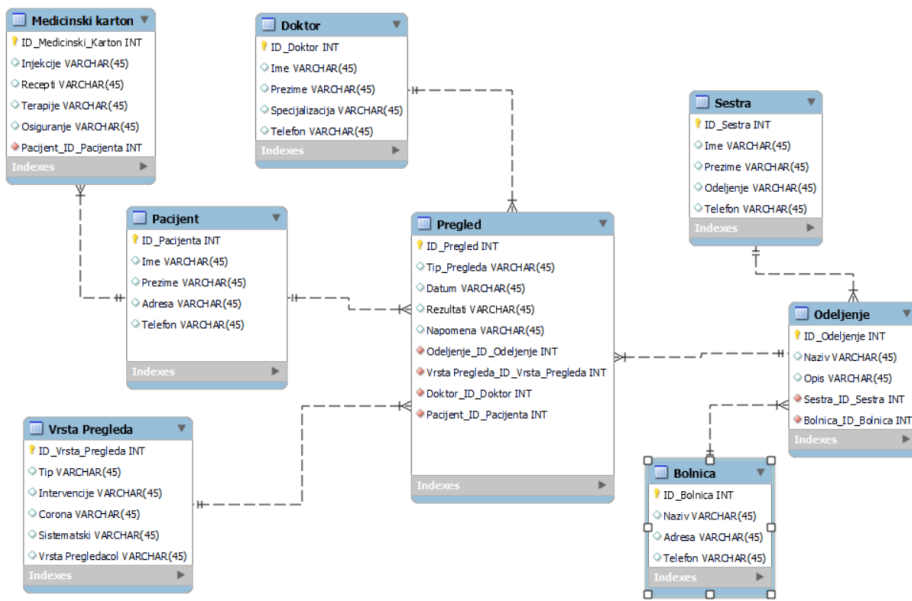 Medicinski karton
ID_Medicinski_Karton INT
Injekcije VARCHAR(45)
Recepti VARCHAR(45)
Terapije VARCHAR(45)
Osiguranje VARCHAR(45)
Pacijent_ID_Pacijenta INT
Indexes
Doktor
ID_Doktor INT
Ime VARCHAR(45)
Prezime VARCHAR(45)
Specijalizacija VARCHAR(45)
Telefon VARCHAR(45)
Indexes
Sestra
ID_Sestra INT
Ime VARCHAR(45)
Prezime VARCHAR(45)
Odeljenje VARCHAR(45)
Telefon VARCHAR(45)
Indexes
Pacijent
ID_Pacijenta INT
Ime VARCHAR(45)
Prezime VARCHAR(45)
Adresa VARCHAR(45)
Telefon VARCHAR(45)
Indexes
Pregled
ID_Pregled INT
Tip_Pregleda VARCHAR(45)
Datum VARCHAR(45)
Rezultati VARCHAR(45)
Napomena VARCHAR(45)
Odeljenje_ID_Odeljenje INT
Vrsta Pregleda_ID_Vrsta_Pregleda INT
Doktor_ID_Doktor INT
Pacijent_ID_Pacijenta INT
Indexes
Odeljenje
ID_Odeljenje INT
Naziv VARCHAR(45)
Opis VARCHAR(45)
Sestra_ID_Sestra INT
Bolnica_ID_Bolnica INT
Indexes
Vrsta Pregleda
ID_Vrsta_Pregleda INT
Tip VARCHAR(45)
Intervencije VARCHAR(45)
Corona VARCHAR(45)
Sistematski VARCHAR(45)
Vrsta Pregledacol VARCHAR(45)
Indexes
Bolnica
ID_Bolnica INT
Naziv VARCHAR(45)
Adresa VARCHAR(45)
Telefon VARCHAR(45)
Indexes